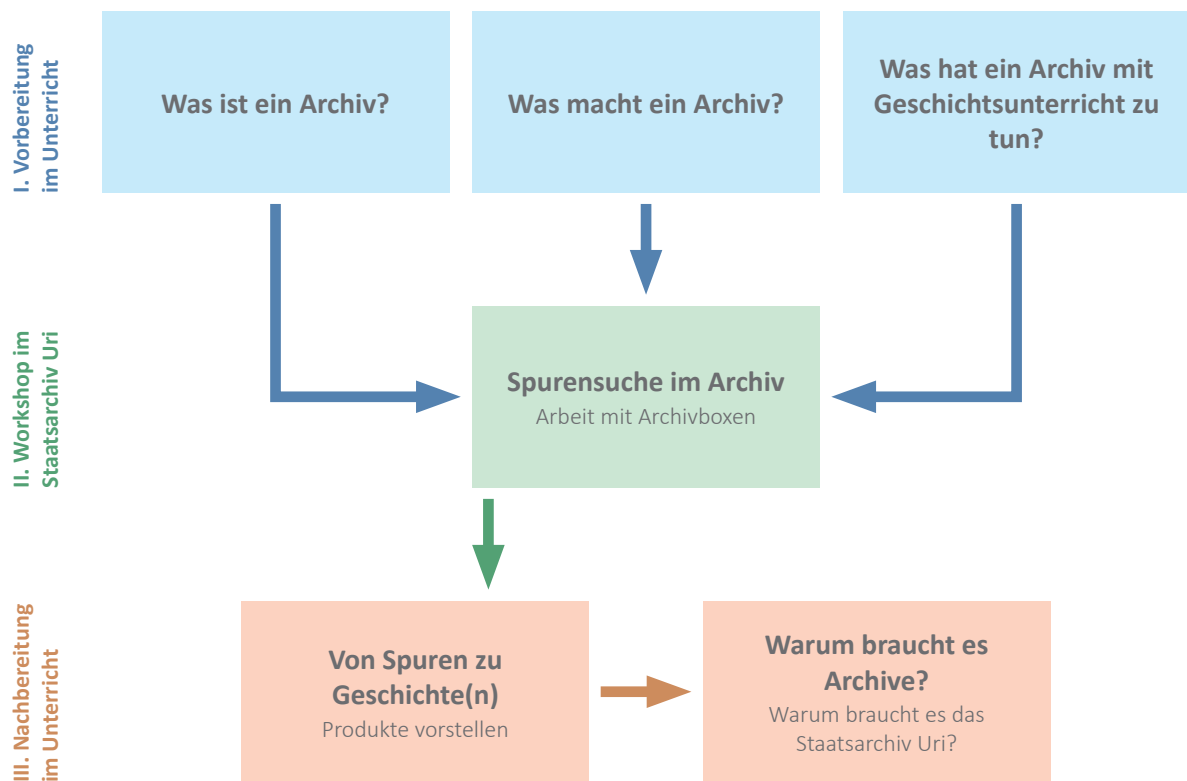 I. Vorbereitung
im Unterricht
Was ist ein Archiv?
Was macht ein Archiv?
Was hat ein Archiv mit
Geschichtsunterricht zu
tun?
II. Workshop im
Staatsarchiv Uri
Spurensuche im Archiv
Arbeit mit Archivboxen
III. Nachbereitung
im Unterricht
Von Spuren zu
Geschichte(n)
Produkte vorstellen
Warum braucht es
Archive?
Warum braucht es das
Staatsarchiv Uri?